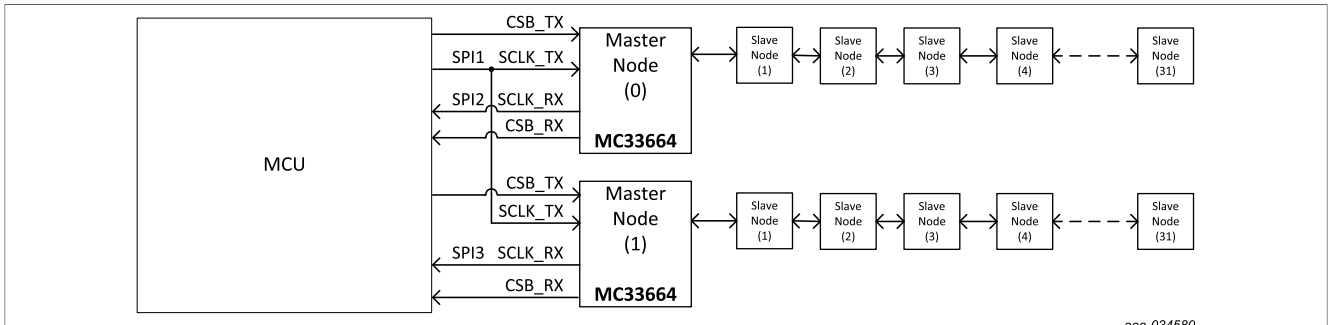 MCU
CSB_TX
SPI1 SCLK_TX
SPI2 SCLK_RX
CSB_RX
Master
Node
(0)
MC33664
Slave
Node
(1)
Slave
Node
(2)
Slave
Node
(3)
Slave
Node
(4)
Slave
Node
(31)
CSB_TX
SCLK_TX
SPI3 SCLK_RX
CSB_RX
Master
Node
(1)
MC33664
Slave
Node
(1)
Slave
Node
(2)
Slave
Node
(3)
Slave
Node
(4)
Slave
Node
(31)